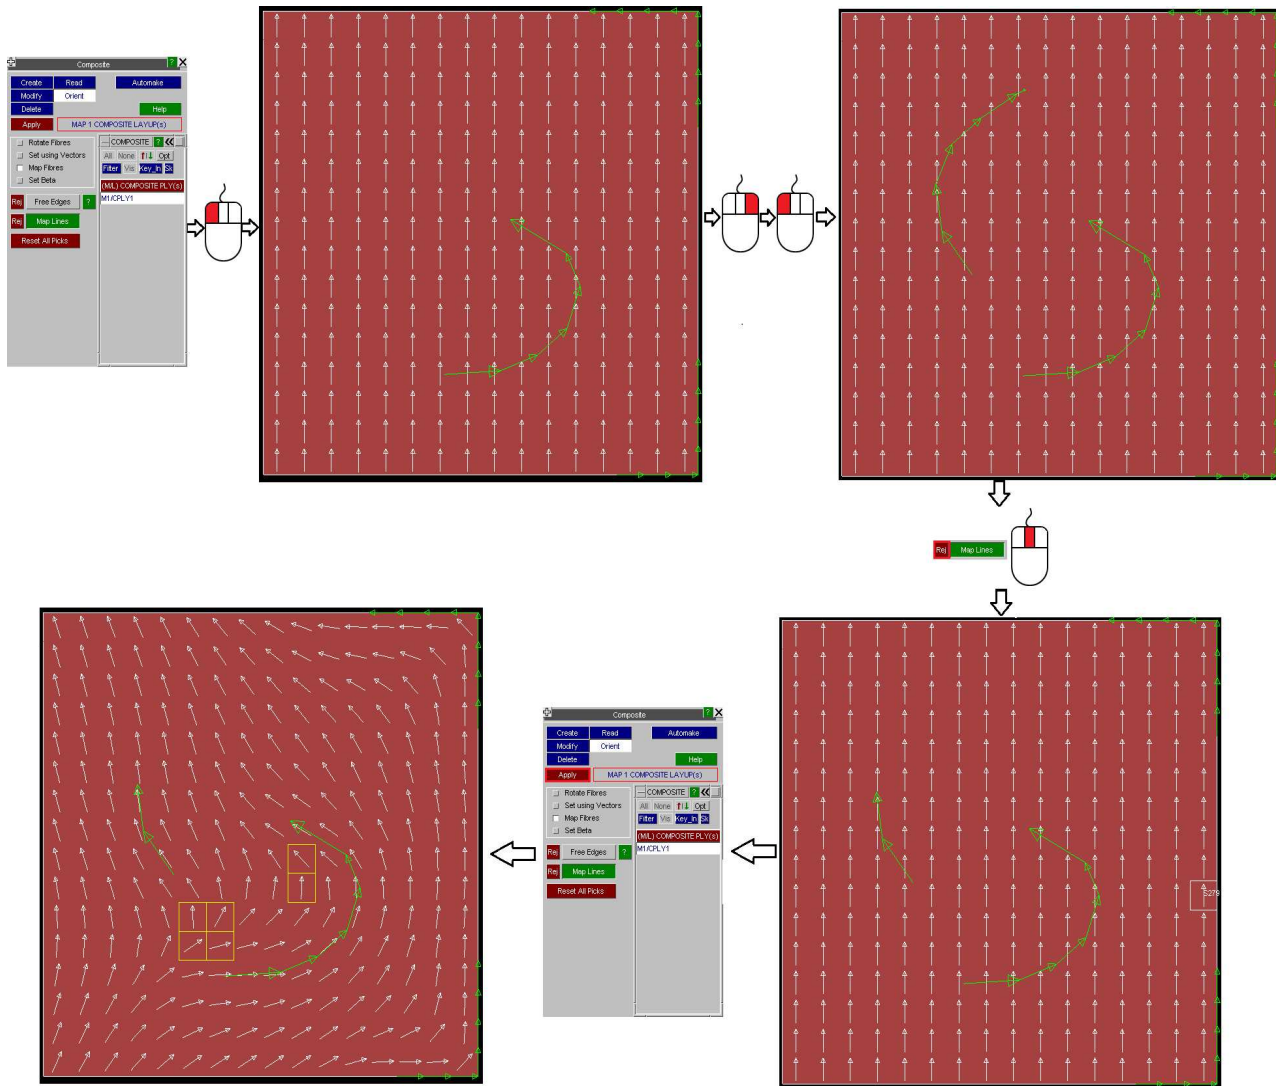 Composite ?
Create Read Automake
Modify Orient
Delete Help
Apply MAP 1 COMPOSITE LAYUP(s)
Rotate Fibres
Set using Vectors
Map Fibres
Set Beta
Rej Free Edges ?
Rej Map Lines
Reset All Picks
COMPOSITE ?
All None Opt
Filter Vis Key_In Sk
(M/L) COMPOSITE PLY(s)
M1/CPLY1
Rej Map Lines
Composite ?
Create Read Automake
Modify Orient
Delete Help
Apply MAP 1 COMPOSITE LAYUP(s)
Rotate Fibres
Set using Vectors
Map Fibres
Set Beta
Rej Free Edges ?
Rej Map Lines
Reset All Picks
COMPOSITE ?
All None Opt
Filter Vis Key_In Sk
(M/L) COMPOSITE PLY(s)
M1/CPLY1
S279